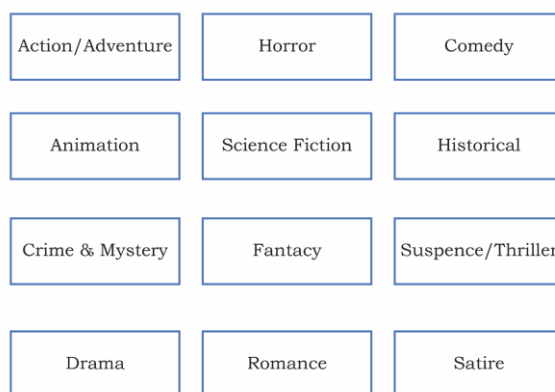 Action/Adventure
Horror
Comedy
Animation
Science Fiction
Historical
Crime & Mystery
Fantacy
Suspence/Thriller
Drama
Romance
Satire